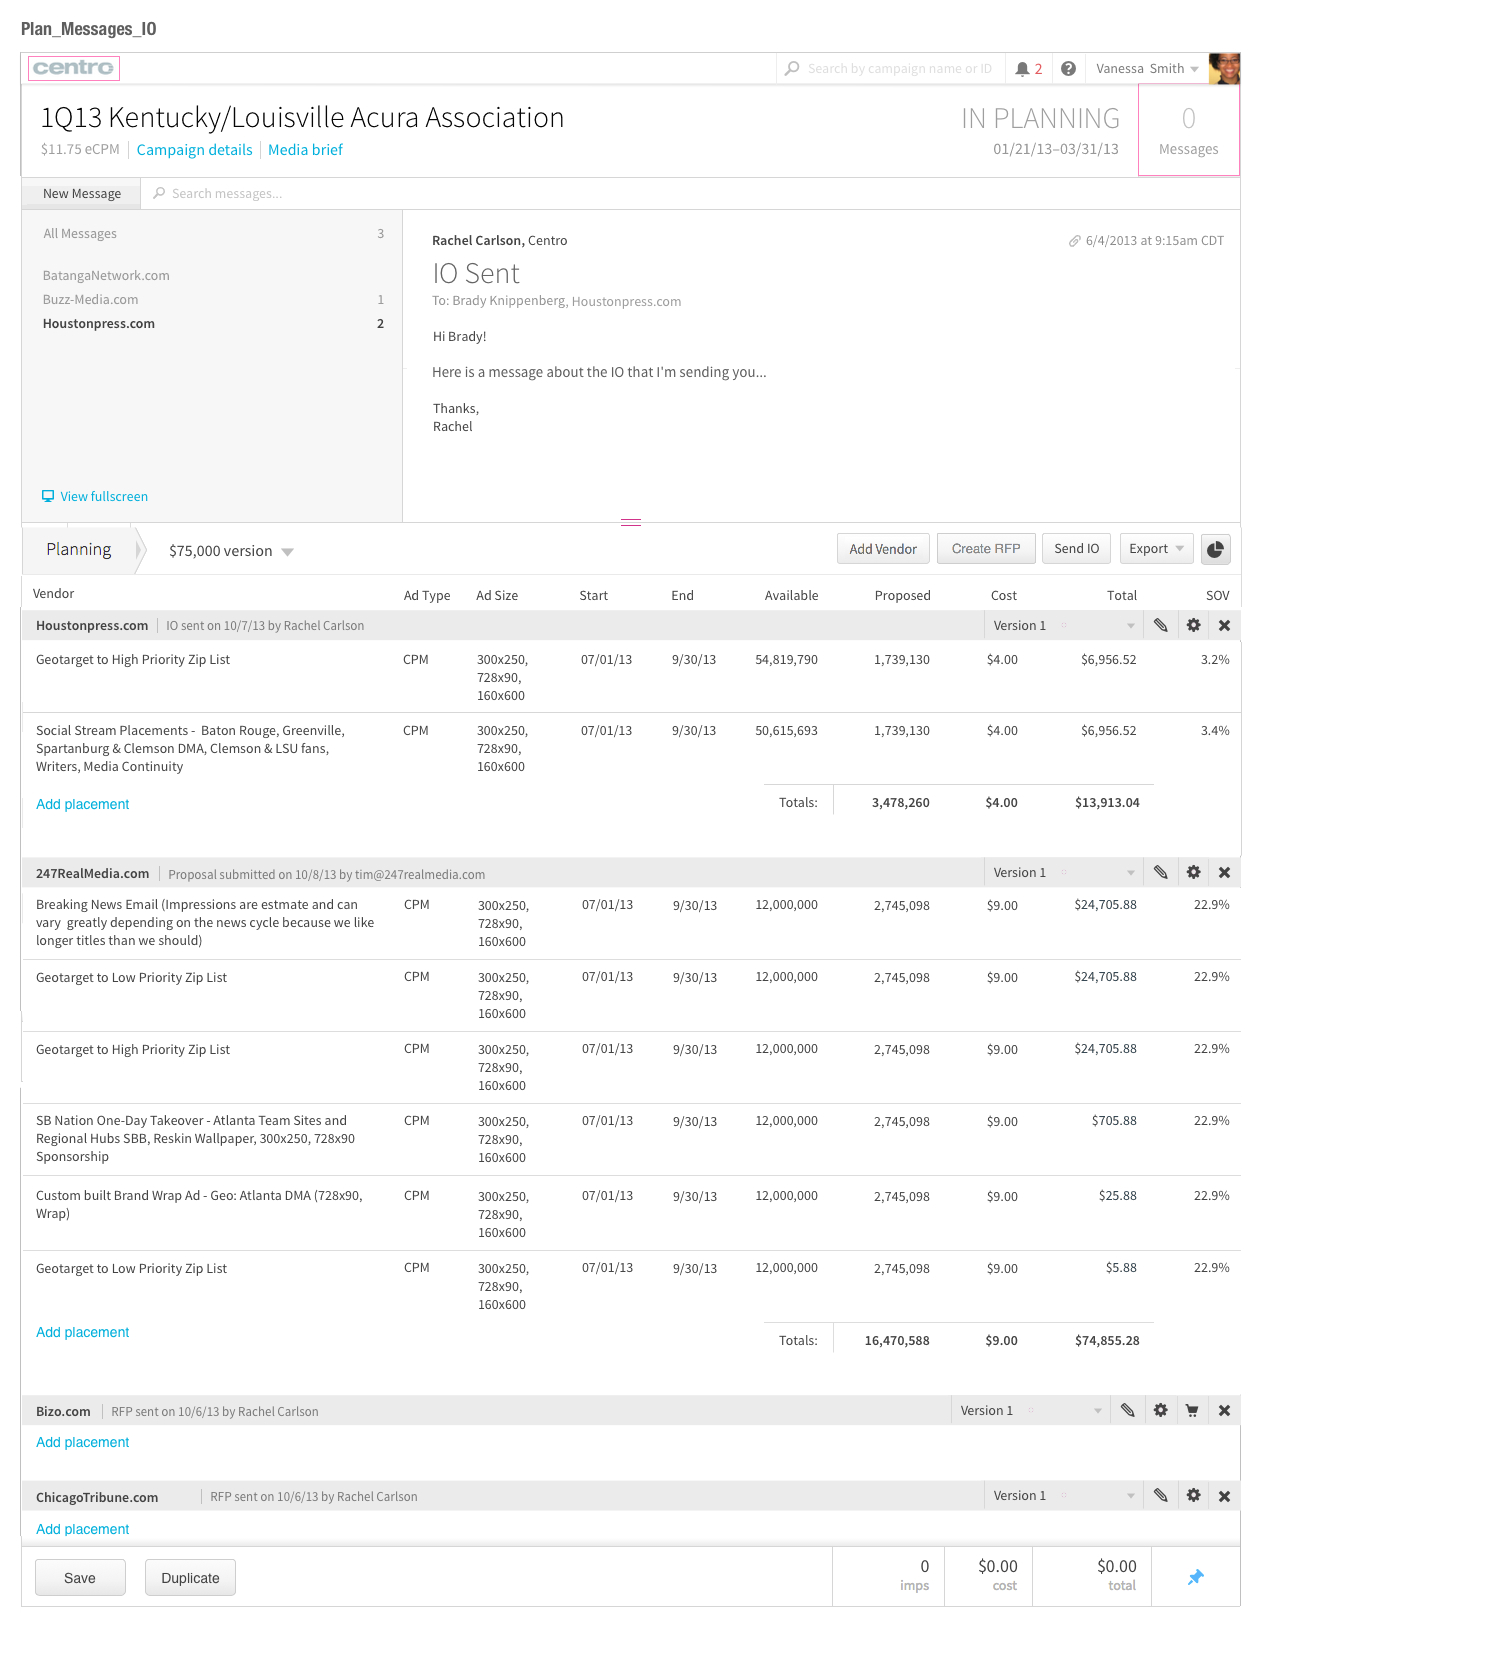 Plan_Messages_IO
centro
Search by campaign name or ID
2
Vanessa Smith
1Q13 Kentucky/Louisville Acura Association
IN PLANNING
0
$11.75 eCPM
Campaign details
Media brief
01/21/13–03/31/13
Messages
New Message
Search messages...
All Messages 3
BatangaNetwork.com
Buzz-Media.com 1
Houstonpress.com 2
View fullscreen
Rachel Carlson, Centro
6/4/2013 at 9:15am CDT
IO Sent
To: Brady Knippenberg, Houstonpress.com
Hi Brady!
Here is a message about the IO that I'm sending you...
Thanks,
Rachel
Planning
$75,000 version
Add Vendor
Create RFP
Send IO
Export
Vendor Ad Type Ad Size Start End Available Proposed Cost Total SOV
Houstonpress.com IO sent on 10/7/13 by Rachel Carlson Version 1
Geotarget to High Priority Zip List CPM 300x250, 07/01/13 9/30/13 54,819,790 1,739,130 $4.00 $6,956.52 3.2%
728x90,
160x600
Social Stream Placements - Baton Rouge, Greenville, CPM 300x250, 07/01/13 9/30/13 50,615,693 1,739,130 $4.00 $6,956.52 3.4%
Spartanburg & Clemson DMA, Clemson & LSU fans, 728x90,
Writers, Media Continuity 160x600
Add placement Totals: 3,478,260 $4.00 $13,913.04
247RealMedia.com Proposal submitted on 10/8/13 by tim@247realmedia.com Version 1
Breaking News Email (Impressions are estmate and can CPM 300x250, 07/01/13 9/30/13 12,000,000 2,745,098 $9.00 $24,705.88 22.9%
vary greatly depending on the news cycle because we like 728x90,
longer titles than we should) 160x600
Geotarget to Low Priority Zip List CPM 300x250, 07/01/13 9/30/13 12,000,000 2,745,098 $9.00 $24,705.88 22.9%
728x90,
160x600
Geotarget to High Priority Zip List CPM 300x250, 07/01/13 9/30/13 12,000,000 2,745,098 $9.00 $24,705.88 22.9%
728x90,
160x600
SB Nation One-Day Takeover - Atlanta Team Sites and CPM 300x250, 07/01/13 9/30/13 12,000,000 2,745,098 $9.00 $705.88 22.9%
Regional Hubs SBB, Reskin Wallpaper, 300x250, 728x90 728x90,
Sponsorship 160x600
Custom built Brand Wrap Ad - Geo: Atlanta DMA (728x90, CPM 300x250, 07/01/13 9/30/13 12,000,000 2,745,098 $9.00 $25.88 22.9%
Wrap) 728x90,
160x600
Geotarget to Low Priority Zip List CPM 300x250, 07/01/13 9/30/13 12,000,000 2,745,098 $9.00 $5.88 22.9%
728x90,
160x600
Add placement Totals: 16,470,588 $9.00 $74,855.28
Bizo.com RFP sent on 10/6/13 by Rachel Carlson Version 1
Add placement
ChicagoTribune.com RFP sent on 10/6/13 by Rachel Carlson Version 1
Add placement
Save Duplicate 0 $0.00 $0.00
imps cost total